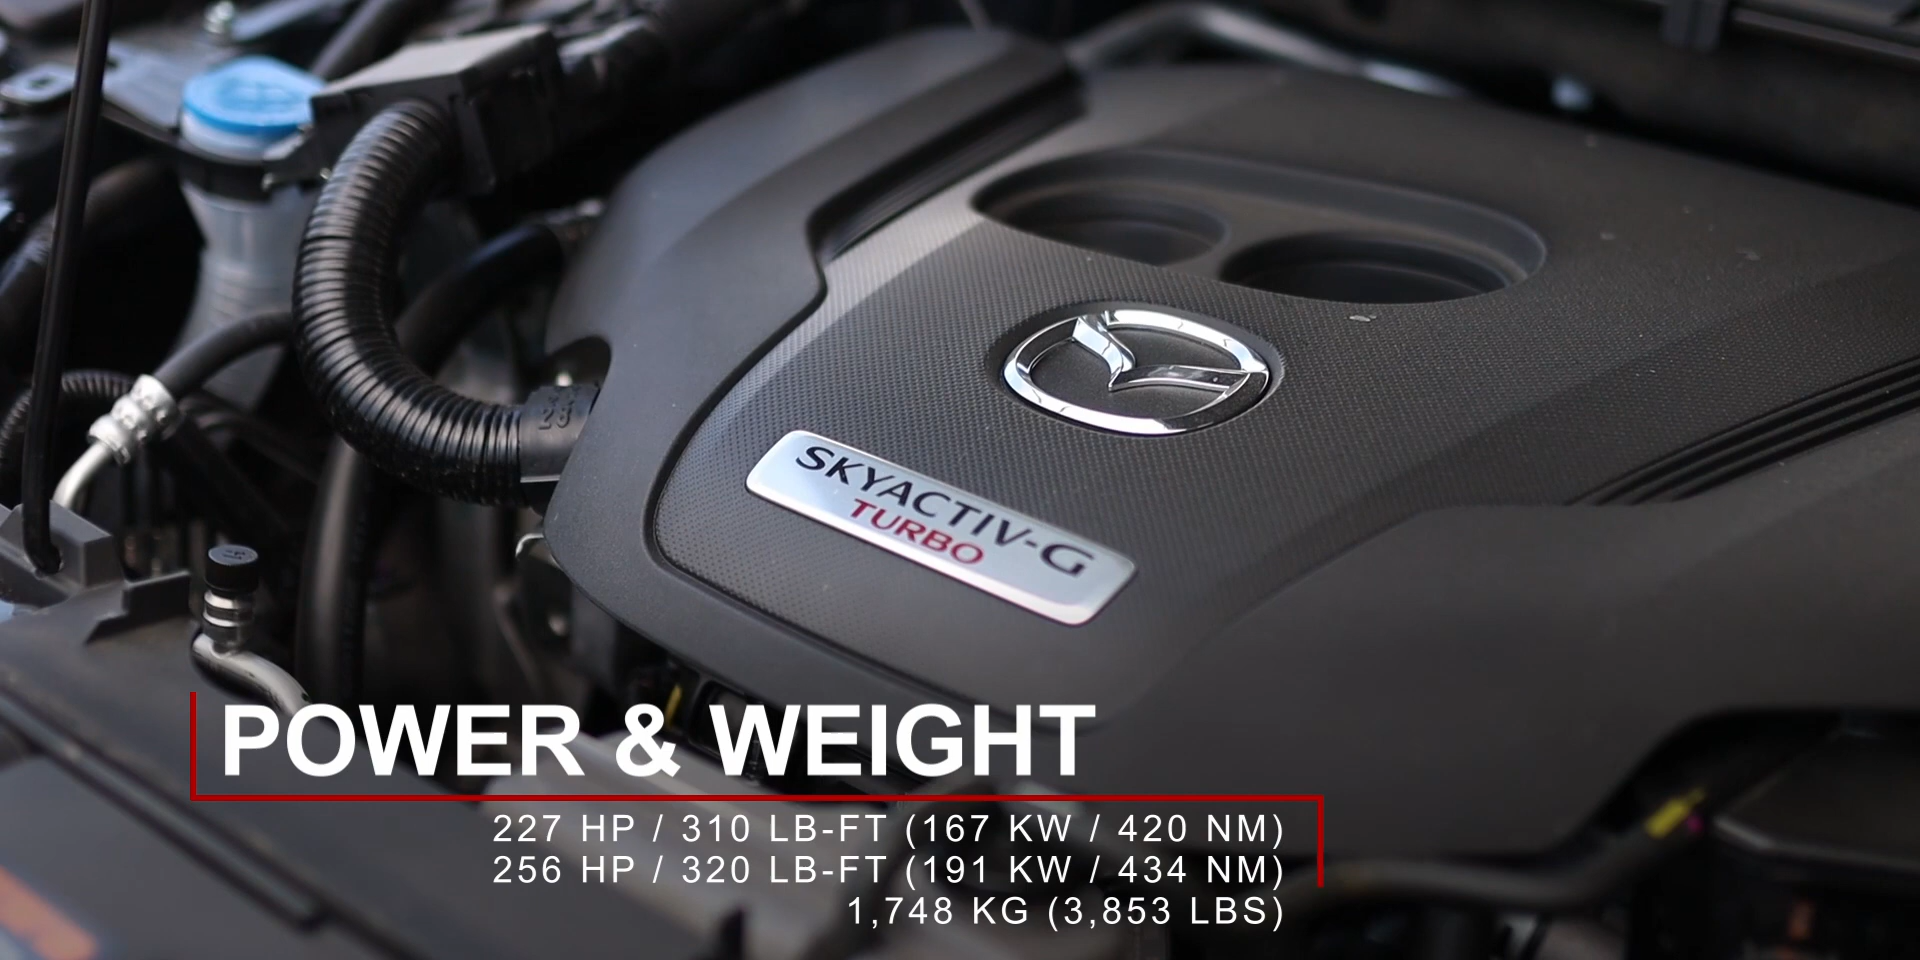 28
SKYACTIV-G
TURBO
POWER & WEIGHT
227 HP / 310 LB-FT (167 KW / 420 NM)
256 HP / 320 LB-FT (191 KW / 434 NM)
1,748 KG (3,853 LBS)